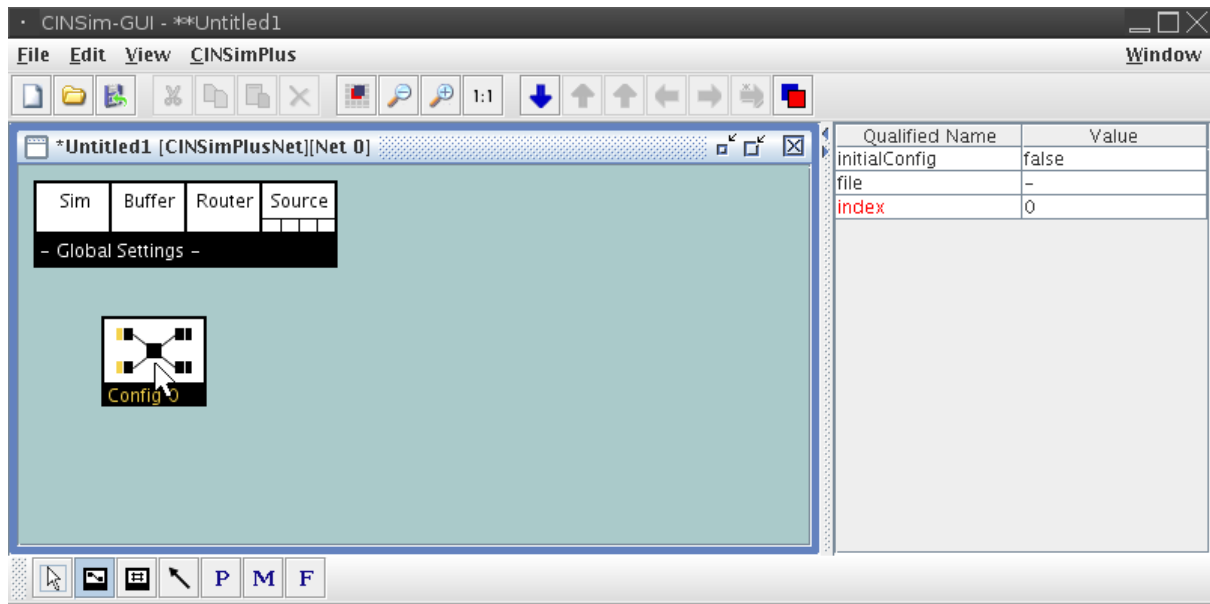 CINSim-GUI - **Untitled1
File Edit View CINSimPlus Window
1:1
*Untitled1 [CINSimPlusNet][Net 0]
Qualified Name Value
initialConfig false
file –
index 0
Sim Buffer Router Source
– Global Settings –
Config 0
P M F